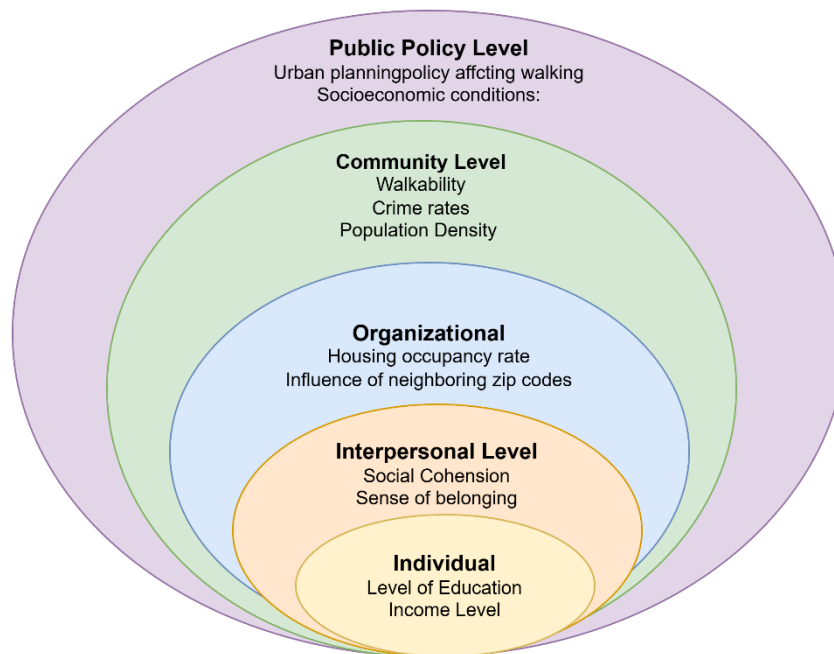 Public Policy Level
Urban planningpolicy affcting walking
Socioeconomic conditions:
Community Level
Walkability
Crime rates
Population Density
Organizational
Housing occupancy rate
Influence of neighboring zip codes
Interpersonal Level
Social Cohension
Sense of belonging
Individual
Level of Education
Income Level